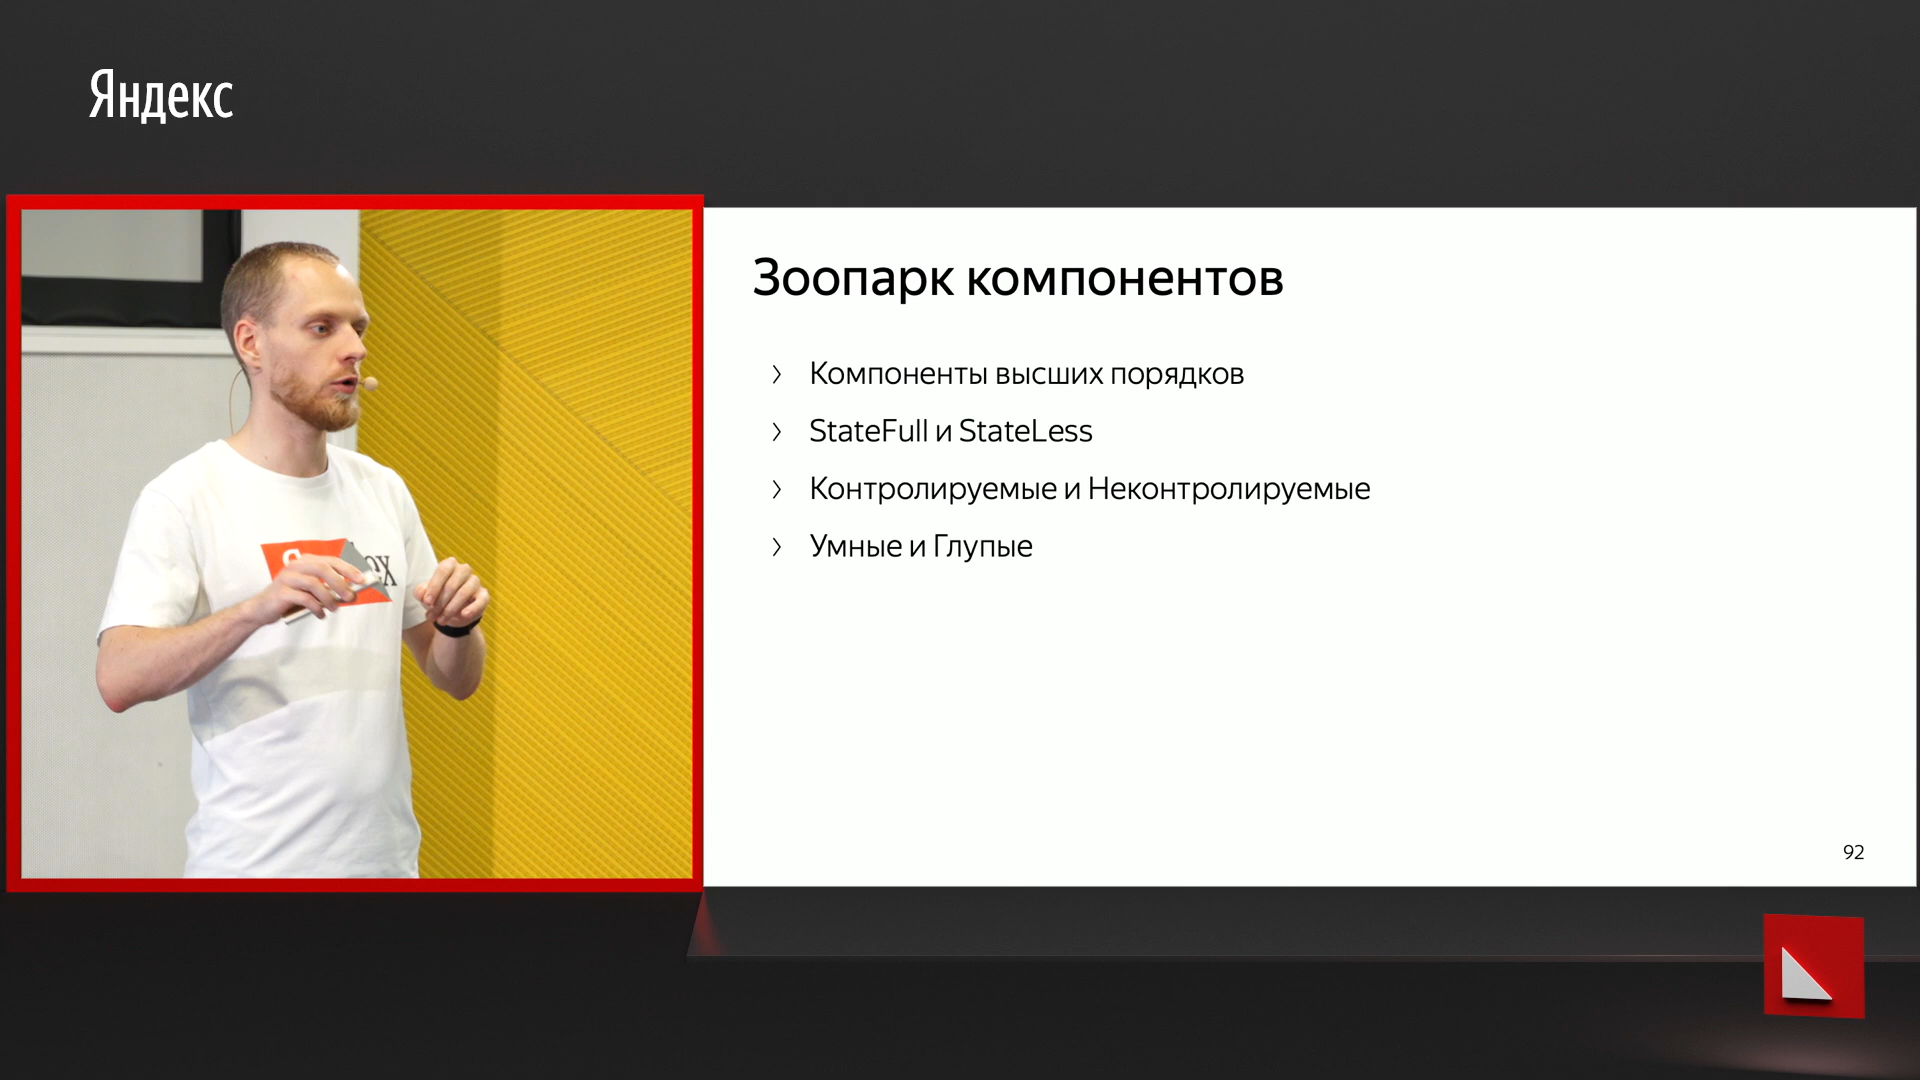 Яндекс
Зоопарк компонентов
Компоненты высших порядков
StateFull и StateLess
Контролируемые и Неконтролируемые
Умные и Глупые
92